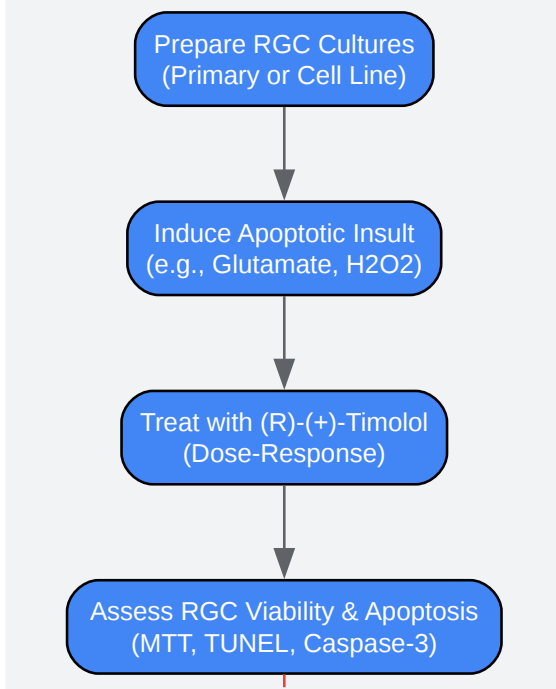 Prepare RGC Cultures
(Primary or Cell Line)
Induce Apoptotic Insult
(e.g., Glutamate, H2O2)
Treat with (R)-(+)-Timolol
(Dose-Response)
Assess RGC Viability & Apoptosis
(MTT, TUNEL, Caspase-3)